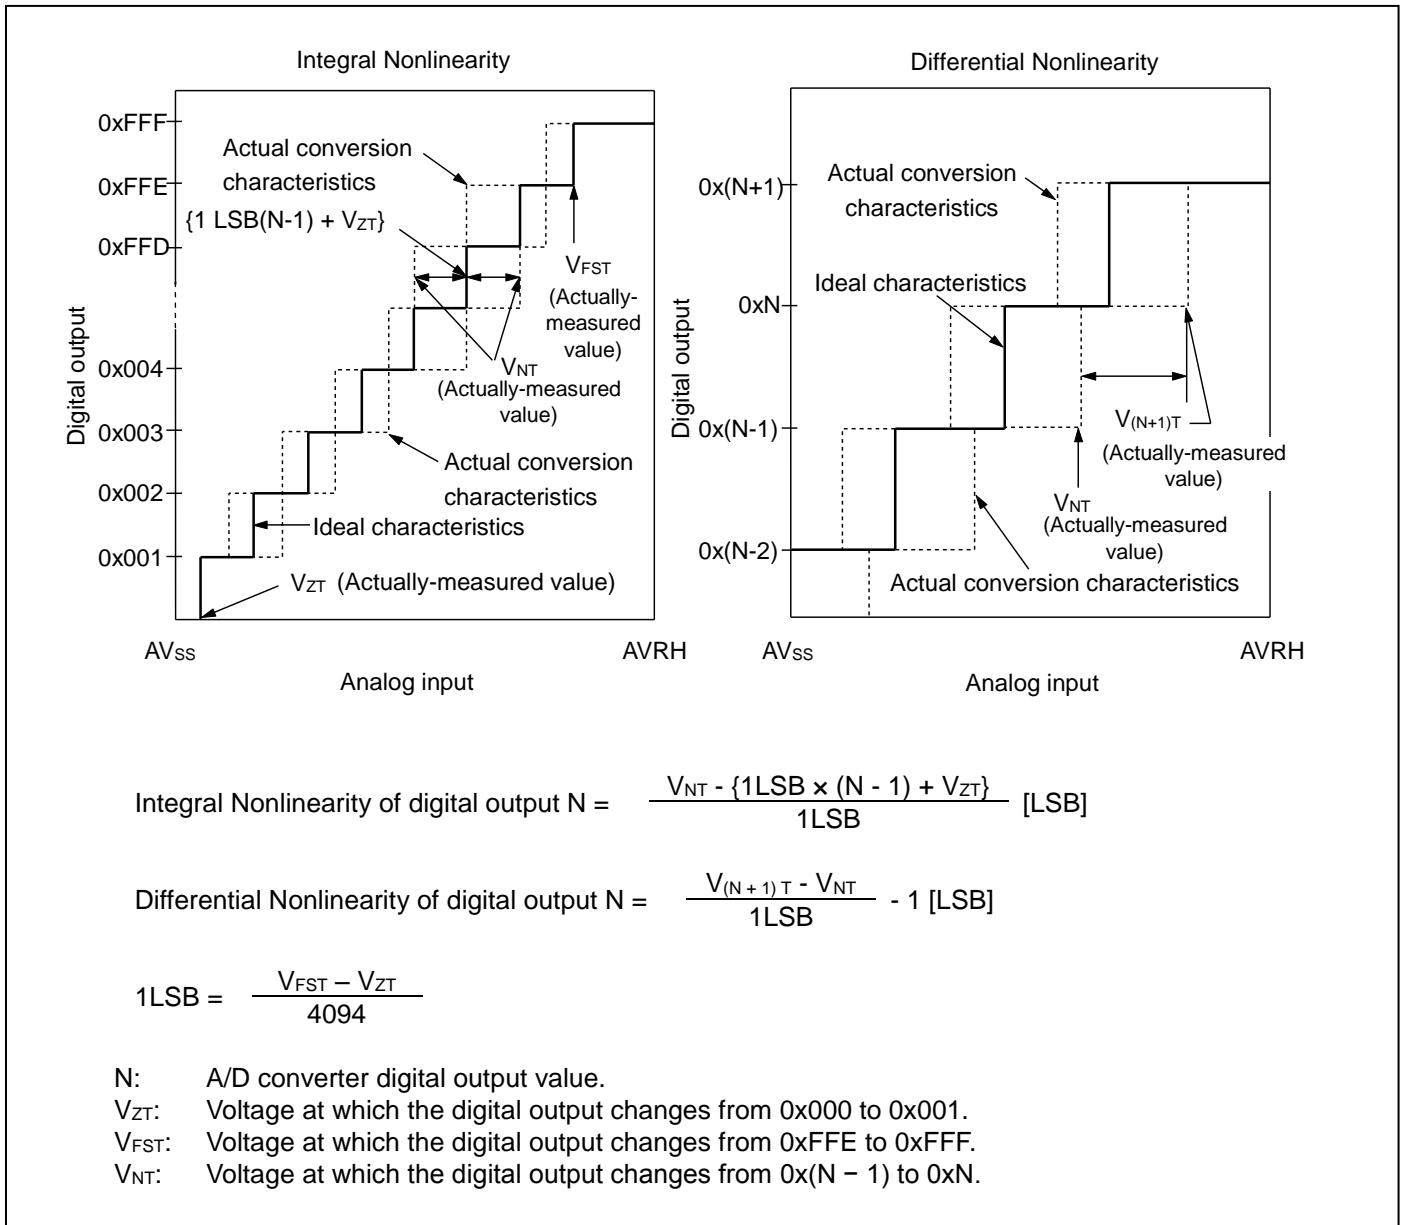 Integral Nonlinearity
0xFFF
0xFFE
0xFFD
0x004
0x003
0x002
0x001
Digital output
Actual conversion
characteristics
{1 LSB(N-1) + VZT}
VFST
(Actually-
measured
value)
VNT
(Actually-measured
value)
Actual conversion
characteristics
Ideal characteristics
VZT (Actually-measured value)
AVSS
AVRH
Analog input
Differential Nonlinearity
0x(N+1)
0xN
0x(N-1)
0x(N-2)
Digital output
Actual conversion
characteristics
Ideal characteristics
V(N+1)T
(Actually-measured
value)
VNT
(Actually-measured
value)
Actual conversion characteristics
AVSS
AVRH
Analog input
Integral Nonlinearity of digital output N =
VNT - {1LSB × (N - 1) + VZT}
1LSB
[LSB]
Differential Nonlinearity of digital output N =
V(N + 1) T - VNT
1LSB
- 1 [LSB]
1LSB =
VFST – VZT
4094
N: A/D converter digital output value.
VZT: Voltage at which the digital output changes from 0x000 to 0x001.
VFST: Voltage at which the digital output changes from 0xFFE to 0xFFF.
VNT: Voltage at which the digital output changes from 0x(N − 1) to 0xN.